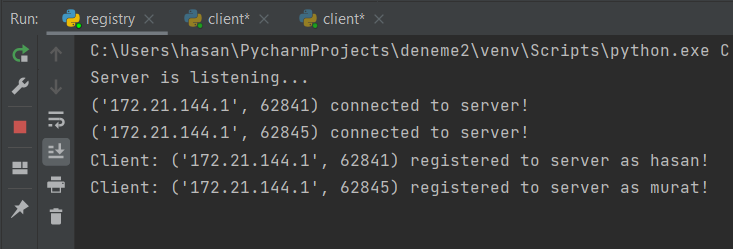 Run: registry × client* × client* ×
C:\Users\hasan\PycharmProjects\deneme2\venv\Scripts\python.exe C
Server is listening...
('172.21.144.1', 62841) connected to server!
('172.21.144.1', 62845) connected to server!
Client: ('172.21.144.1', 62841) registered to server as hasan!
Client: ('172.21.144.1', 62845) registered to server as murat!